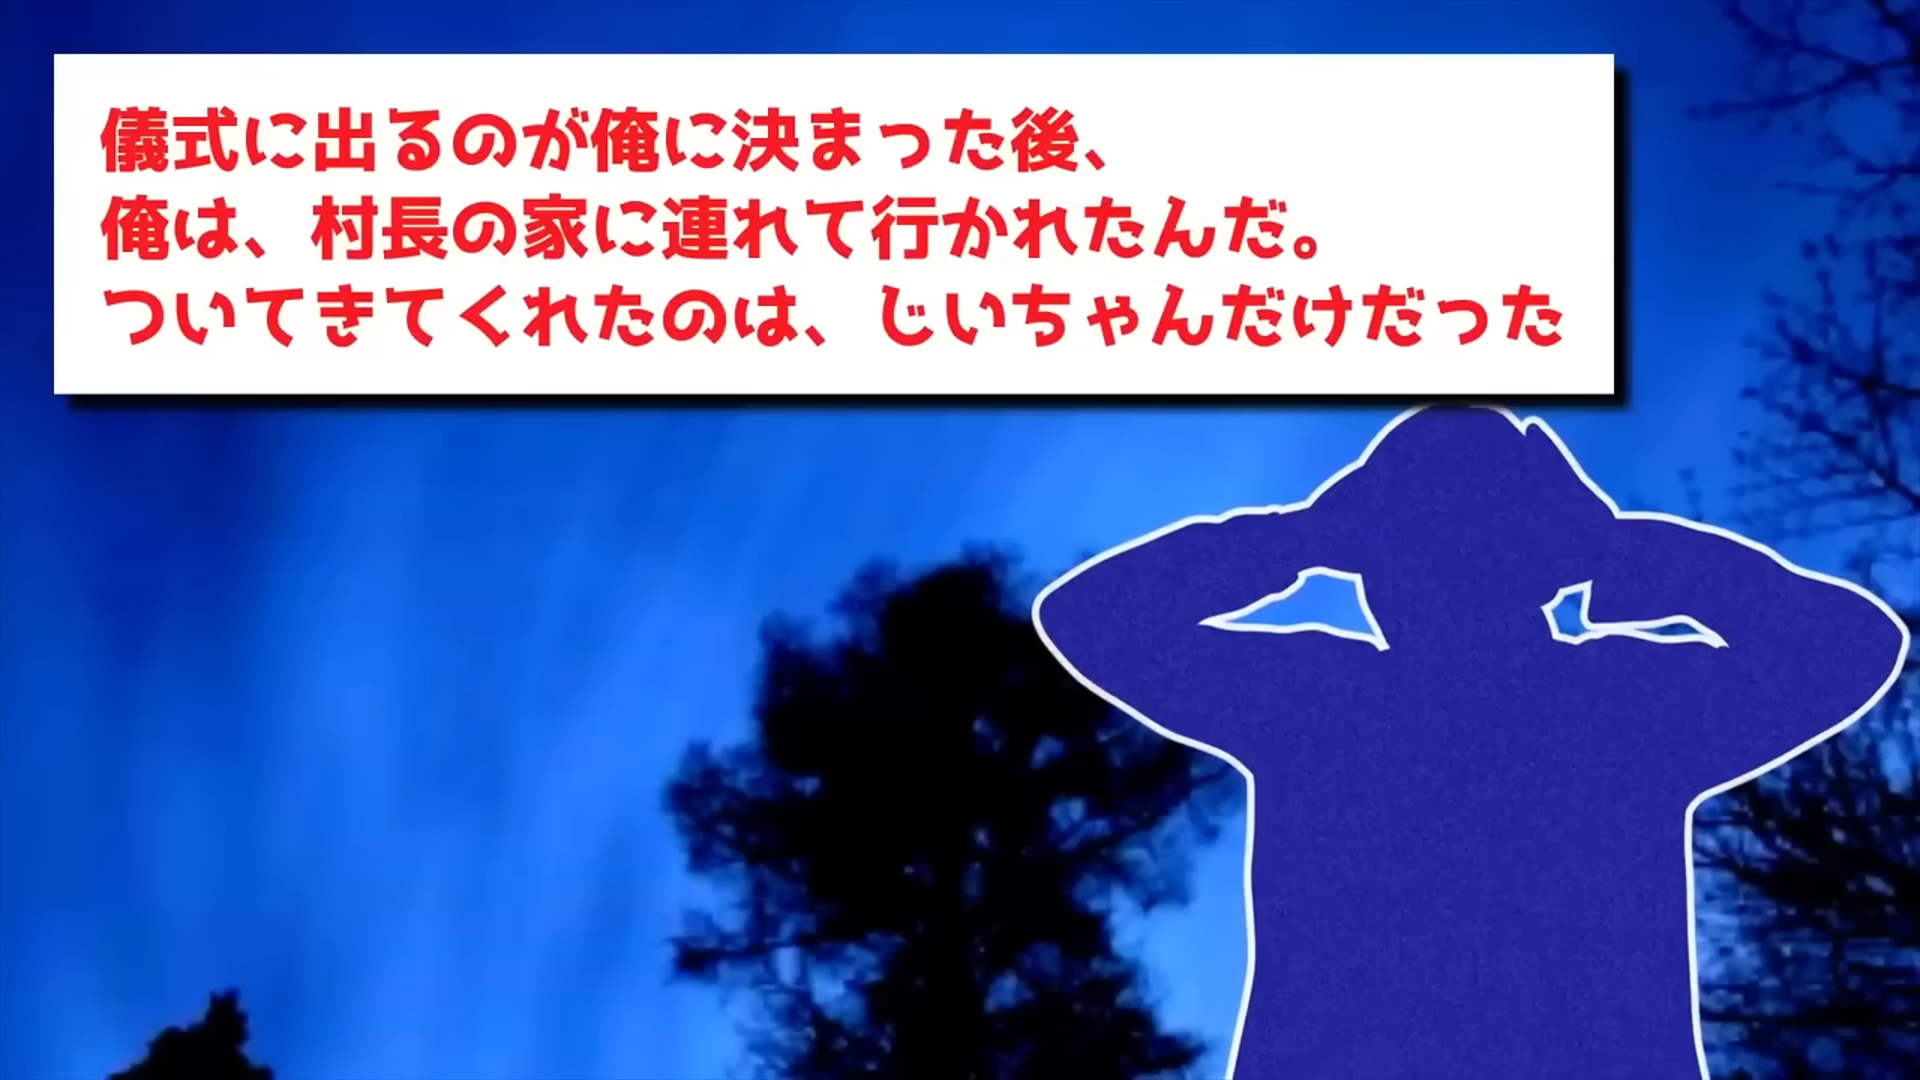 儀式に出るのが俺に決まった後、
俺は、村長の家に連れて行かれたんだ。
ついてきてくれたのは、じいちゃんだけだった